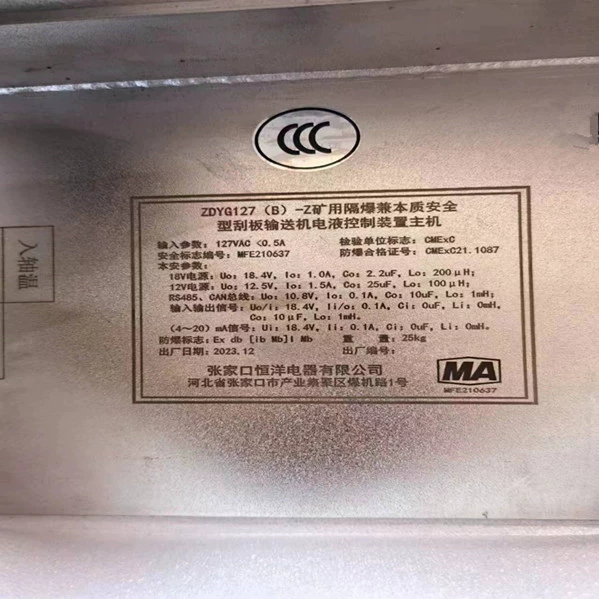 CCC
ZDYG127（B）-Z矿用隔爆兼本质安全
型刮板输送机电液控制装置主机
输入参数：127VAC <0.5A 检验单位标志：CMExC
安全标志编号：MFE210637 防爆合格证号：CMExC21.1087
本安参数：
18V电源：Uo：18.4V，Io：1.0A，Co：2.2uF，Lo：200μH；
12V电源：Uo：12.5V，Io：1.5A，Co：25uF，Lo：100μH；
RS485、CAN总线：Uo：10.8V，Io：0.1A，Co：10uF，Lo：1mH；
输入输出信号：Uo/i：18.4V，Ii/o：0.1A，Ci：0uF，Li：0mH，
Co：10μF，Lo：1mH。
（4~20）mA信号：Ui：18.4V，Ii：0.1A，Ci：0uF，Li：0mH。
防爆标志：Ex db [ib Mb]I Mb 重 量：25kg
出厂日期：2023.12 出厂编号：
张家口恒洋电器有限公司
河北省张家口市产业集聚区煤机路1号
MA
MFE210637
入轴温